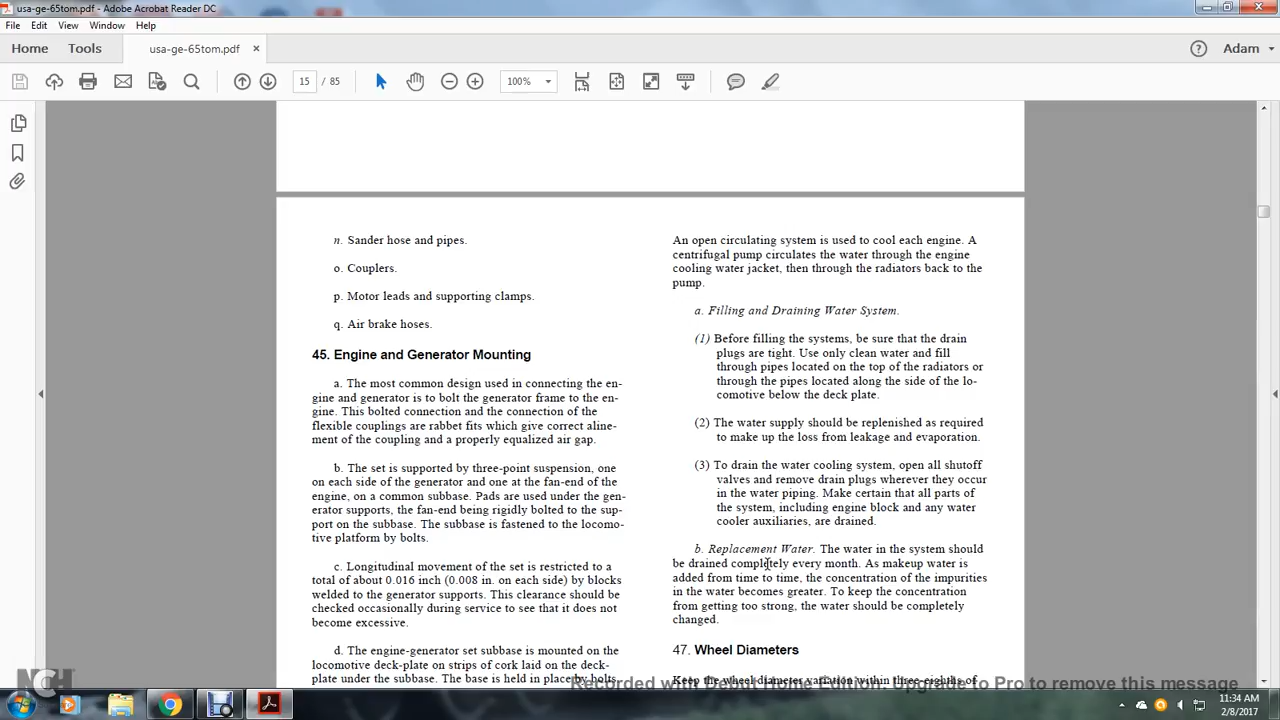 usa-ge-65tom.pdf - Adobe Acrobat Reader DC
File Edit View Window Help
Home Tools usa-ge-65tom.pdf × Adam
15 / 85 100%
n. Sander hose and pipes.
o. Couplers.
p. Motor leads and supporting clamps.
q. Air brake hoses.
45. Engine and Generator Mounting
a. The most common design used in connecting the en-
gine and generator is to bolt the generator frame to the en-
gine. This bolted connection and the connection of the
flexible couplings are rabbet fits which give correct aline-
ment of the coupling and a properly equalized air gap.
b. The set is supported by three-point suspension, one
on each side of the generator and one at the fan-end of the
engine, on a common subbase. Pads are used under the gen-
erator supports, the fan-end being rigidly bolted to the sup-
port on the subbase. The subbase is fastened to the locomo-
tive platform by bolts.
c. Longitudinal movement of the set is restricted to a
total of about 0.016 inch (0.008 in. on each side) by blocks
welded to the generator supports. This clearance should be
checked occasionally during service to see that it does not
become excessive.
d. The engine-generator set subbase is mounted on the
locomotive deck-plate on strips of cork laid on the deck-
plate under the subbase. The base is held in place by bolts
An open circulating system is used to cool each engine. A
centrifugal pump circulates the water through the engine
cooling water jacket, then through the radiators back to the
pump.
a. Filling and Draining Water System.
(1) Before filling the systems, be sure that the drain
plugs are tight. Use only clean water and fill
through pipes located on the top of the radiators or
through the pipes located along the side of the lo-
comotive below the deck plate.
(2) The water supply should be replenished as required
to make up the loss from leakage and evaporation.
(3) To drain the water cooling system, open all shutoff
valves and remove drain plugs wherever they occur
in the water piping. Make certain that all parts of
the system, including engine block and any water
cooler auxiliaries, are drained.
b. Replacement Water. The water in the system should
be drained completely every month. As makeup water is
added from time to time, the concentration of the impurities
in the water becomes greater. To keep the concentration
from getting too strong, the water should be completely
changed.
47. Wheel Diameters
Keep the wheel diameter variation within three-eighths of
NCH
Recorded with Debut Home Edition. Upgrade to Pro to remove this message
11:34 AM
2/8/2017